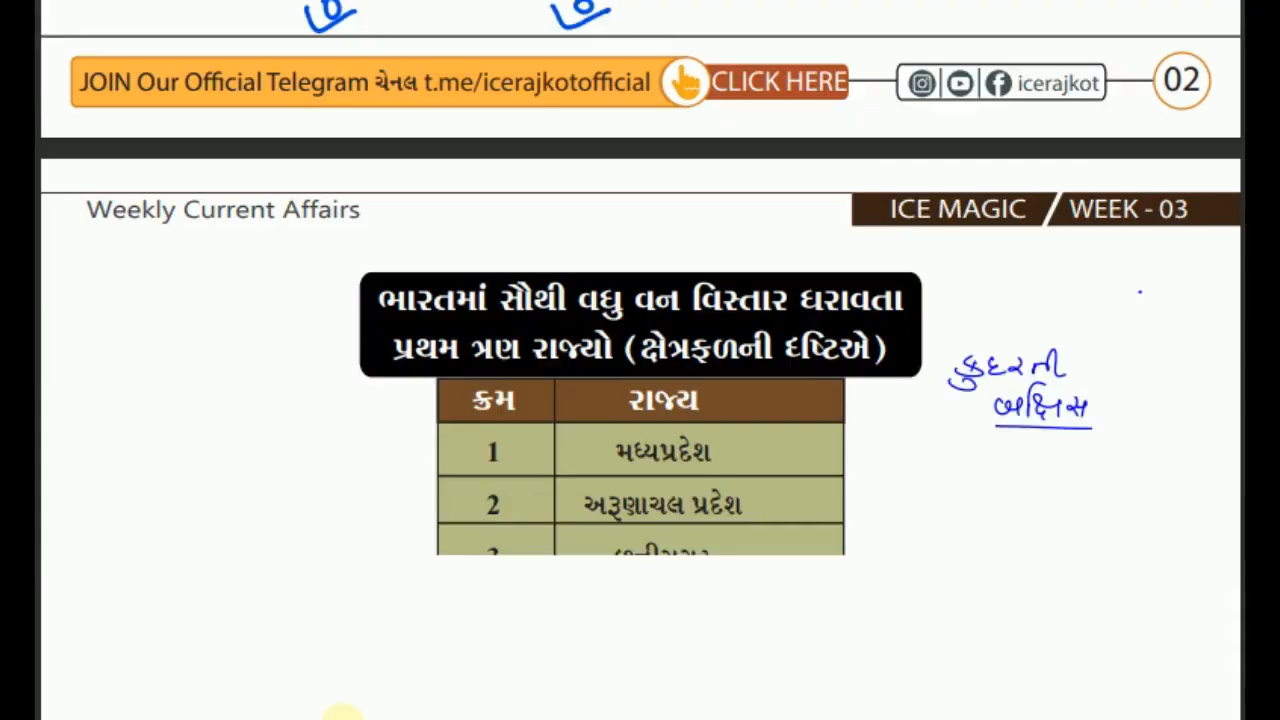 JOIN Our Official Telegram ચેનલ t.me/icerajkotofficial CLICK HERE icerajkot 02
Weekly Current Affairs ICE MAGIC / WEEK - 03
ભારતમાં સૌથી વધુ વન વિસ્તાર ધરાવતા
પ્રથમ ત્રણ રાજ્યો (ક્ષેત્રફળની દૃષ્ટિએ)
ક્રમ રાજ્ય
1 મધ્યપ્રદેશ
2 અરૂણાચલ પ્રદેશ
કુદરતી
બક્ષિસ